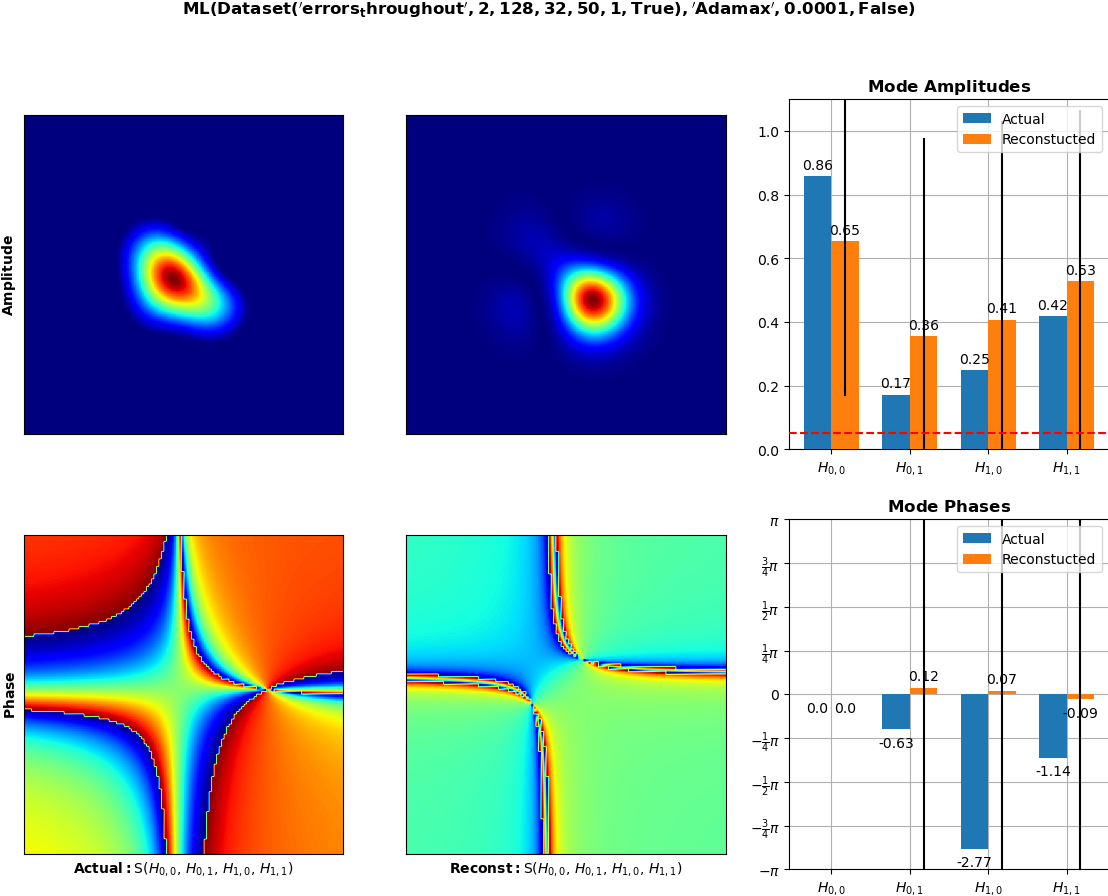 ML(Dataset('errors_throughout', 2, 128, 32, 50, 1, True), 'Adamax', 0.0001, False)
Amplitude
Mode Amplitudes
Actual
Reconstucted
1.0
0.8
0.6
0.4
0.2
0.0
0.86
0.65
0.17
0.36
0.25
0.41
0.42
0.53
H0,0
H0,1
H1,0
H1,1
Phase
Actual: S(H0,0, H0,1, H1,0, H1,1)
Reconst: S(H0,0, H0,1, H1,0, H1,1)
Mode Phases
Actual
Reconstucted
π
3/4π
1/2π
1/4π
0
−1/4π
−1/2π
−3/4π
−π
0.0
0.0
-0.63
0.12
-2.77
0.07
-1.14
-0.09
H0,0
H0,1
H1,0
H1,1